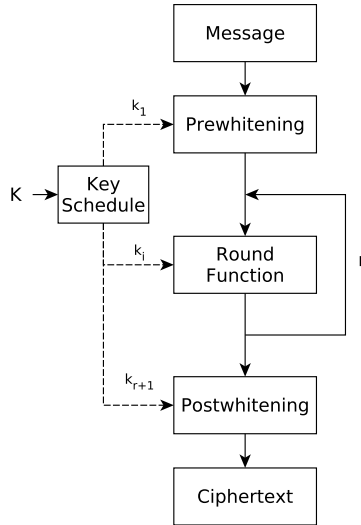 Message
k1
Prewhitening
K
Key
Schedule
ki
Round
Function
kr+1
Postwhitening
Ciphertext